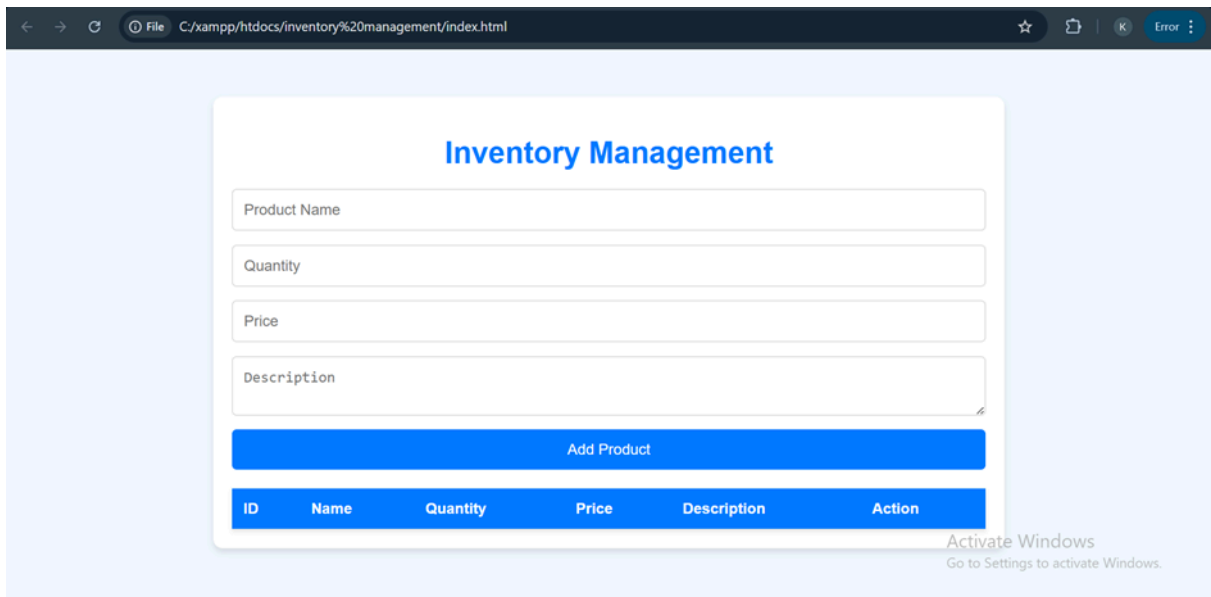 File C:/xampp/htdocs/inventory%20management/index.html K Error
Inventory Management
Product Name
Quantity
Price
Description
Add Product
ID Name Quantity Price Description Action
Activate Windows
Go to Settings to activate Windows.